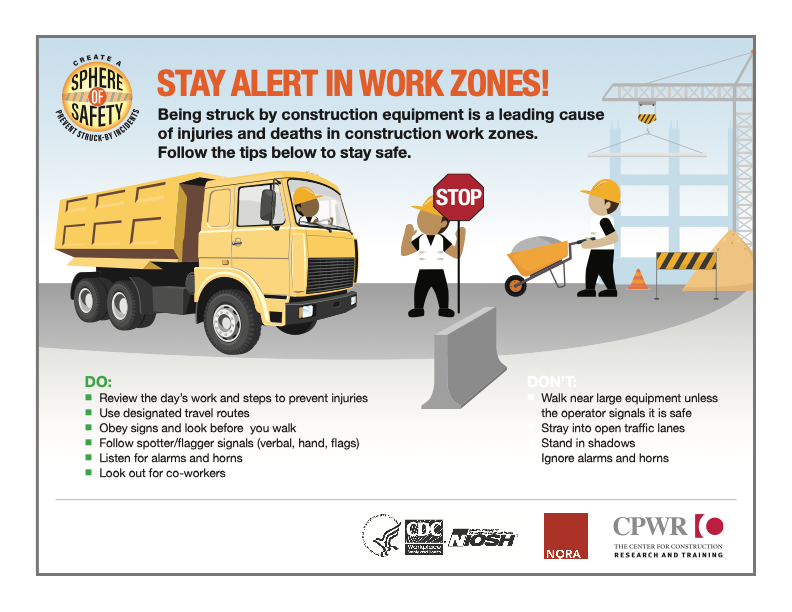 CREATE A
SPHERE
OF
SAFETY
PREVENT STRUCK-BY INCIDENTS
STAY ALERT IN WORK ZONES!
Being struck by construction equipment is a leading cause
of injuries and deaths in construction work zones.
Follow the tips below to stay safe.
STOP
DO:
Review the day's work and steps to prevent injuries
Use designated travel routes
Obey signs and look before you walk
Follow spotter/flagger signals (verbal, hand, flags)
Listen for alarms and horns
Look out for co-workers
DON'T:
Walk near large equipment unless
the operator signals it is safe
Stray into open traffic lanes
Stand in shadows
Ignore alarms and horns
CDC
Workplace
NIOSH
NORA
CPWR
THE CENTER FOR CONSTRUCTION
RESEARCH AND TRAINING